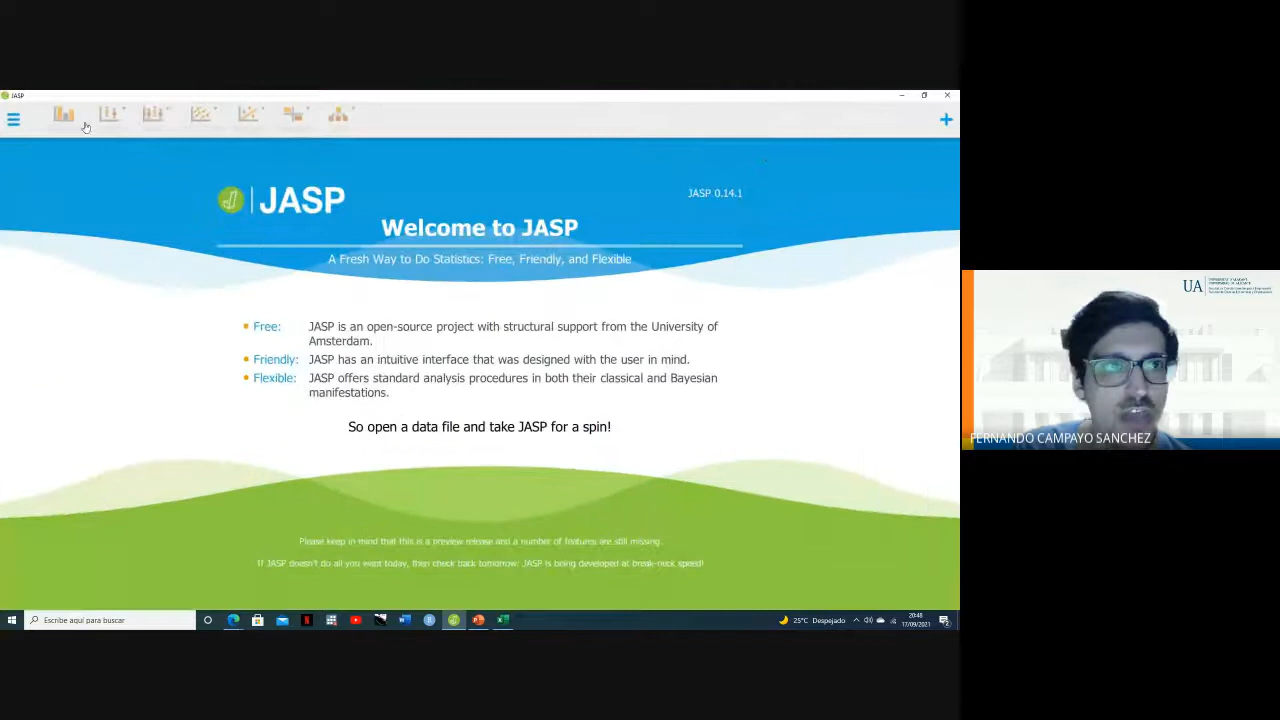 JASP
JASP
JASP 0.14.1
Welcome to JASP
A Fresh Way to Do Statistics: Free, Friendly, and Flexible
Free: JASP is an open-source project with structural support from the University of
Amsterdam.
Friendly: JASP has an intuitive interface that was designed with the user in mind.
Flexible: JASP offers standard analysis procedures in both their classical and Bayesian
manifestations.
So open a data file and take JASP for a spin!
Please keep in mind that this is a preview release and a number of features are still missing.
If JASP doesn't do all you want today, then check back tomorrow: JASP is being developed at break-neck speed!
Escribe aquí para buscar
25°C Despejado
20:48
17/09/2021
UA
FERNANDO CAMPAYO SANCHEZ